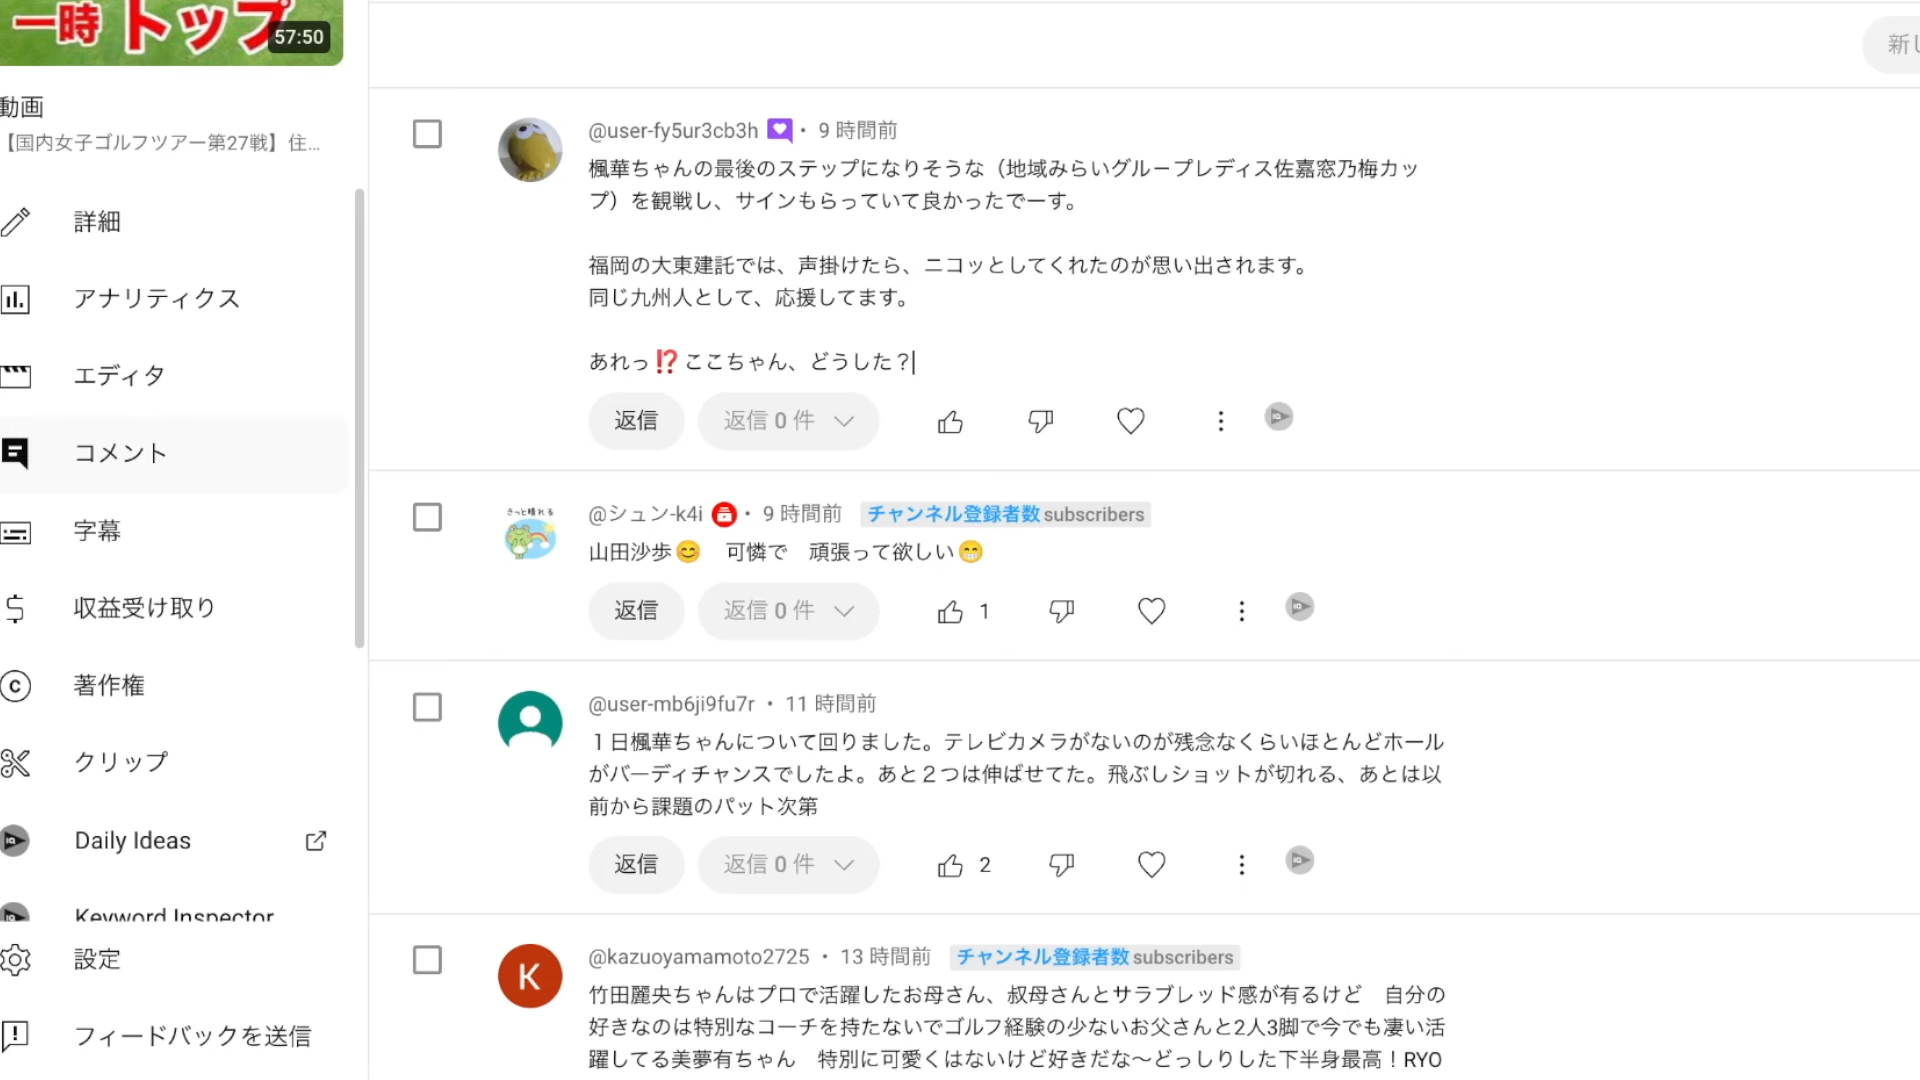 一時 トップ
57:50
動画
【国内女子ゴルフツアー第27戦】住...
詳細
アナリティクス
エディタ
コメント
字幕
収益受け取り
著作権
クリップ
Daily Ideas
Keyword Inspector
設定
フィードバックを送信
新し
@user-fy5ur3cb3h ・ 9 時間前
楓華ちゃんの最後のステップになりそうな（地域みらいグループレディス佐嘉窓乃梅カッ
プ）を観戦し、サインもらっていて良かったでーす。
福岡の大東建託では、声掛けたら、ニコッとしてくれたのが思い出されます。
同じ九州人として、応援してます。
あれっ⁉️ここちゃん、どうした？
返信 返信 0 件
きっと晴れる
@シュン-k4i ・ 9 時間前 チャンネル登録者数 subscribers
山田沙歩😊　可憐で　頑張って欲しい😁
返信 返信 0 件 1
@user-mb6ji9fu7r ・ 11 時間前
１日楓華ちゃんについて回りました。テレビカメラがないのが残念なくらいほとんどホール
がバーディチャンスでしたよ。あと２つは伸ばせてた。飛ぶしショットが切れる、あとは以
前から課題のパット次第
返信 返信 0 件 2
K
@kazuoyamamoto2725 ・ 13 時間前 チャンネル登録者数 subscribers
竹田麗央ちゃんはプロで活躍したお母さん、叔母さんとサラブレッド感が有るけど　自分の
好きなのは特別なコーチを持たないでゴルフ経験の少ないお父さんと2人3脚で今でも凄い活
躍してる美夢有ちゃん　特別に可愛くはないけど好きだな〜どっしりした下半身最高！RYO